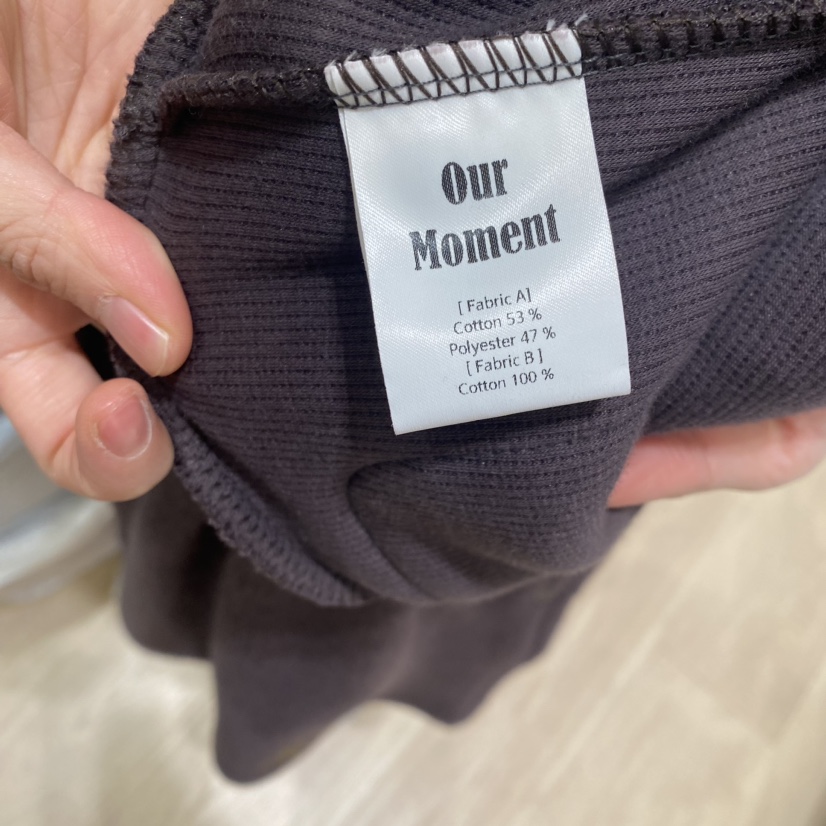 Our
Moment
[ Fabric A]
Cotton 53 %
Polyester 47 %
[ Fabric B ]
Cotton 100 %